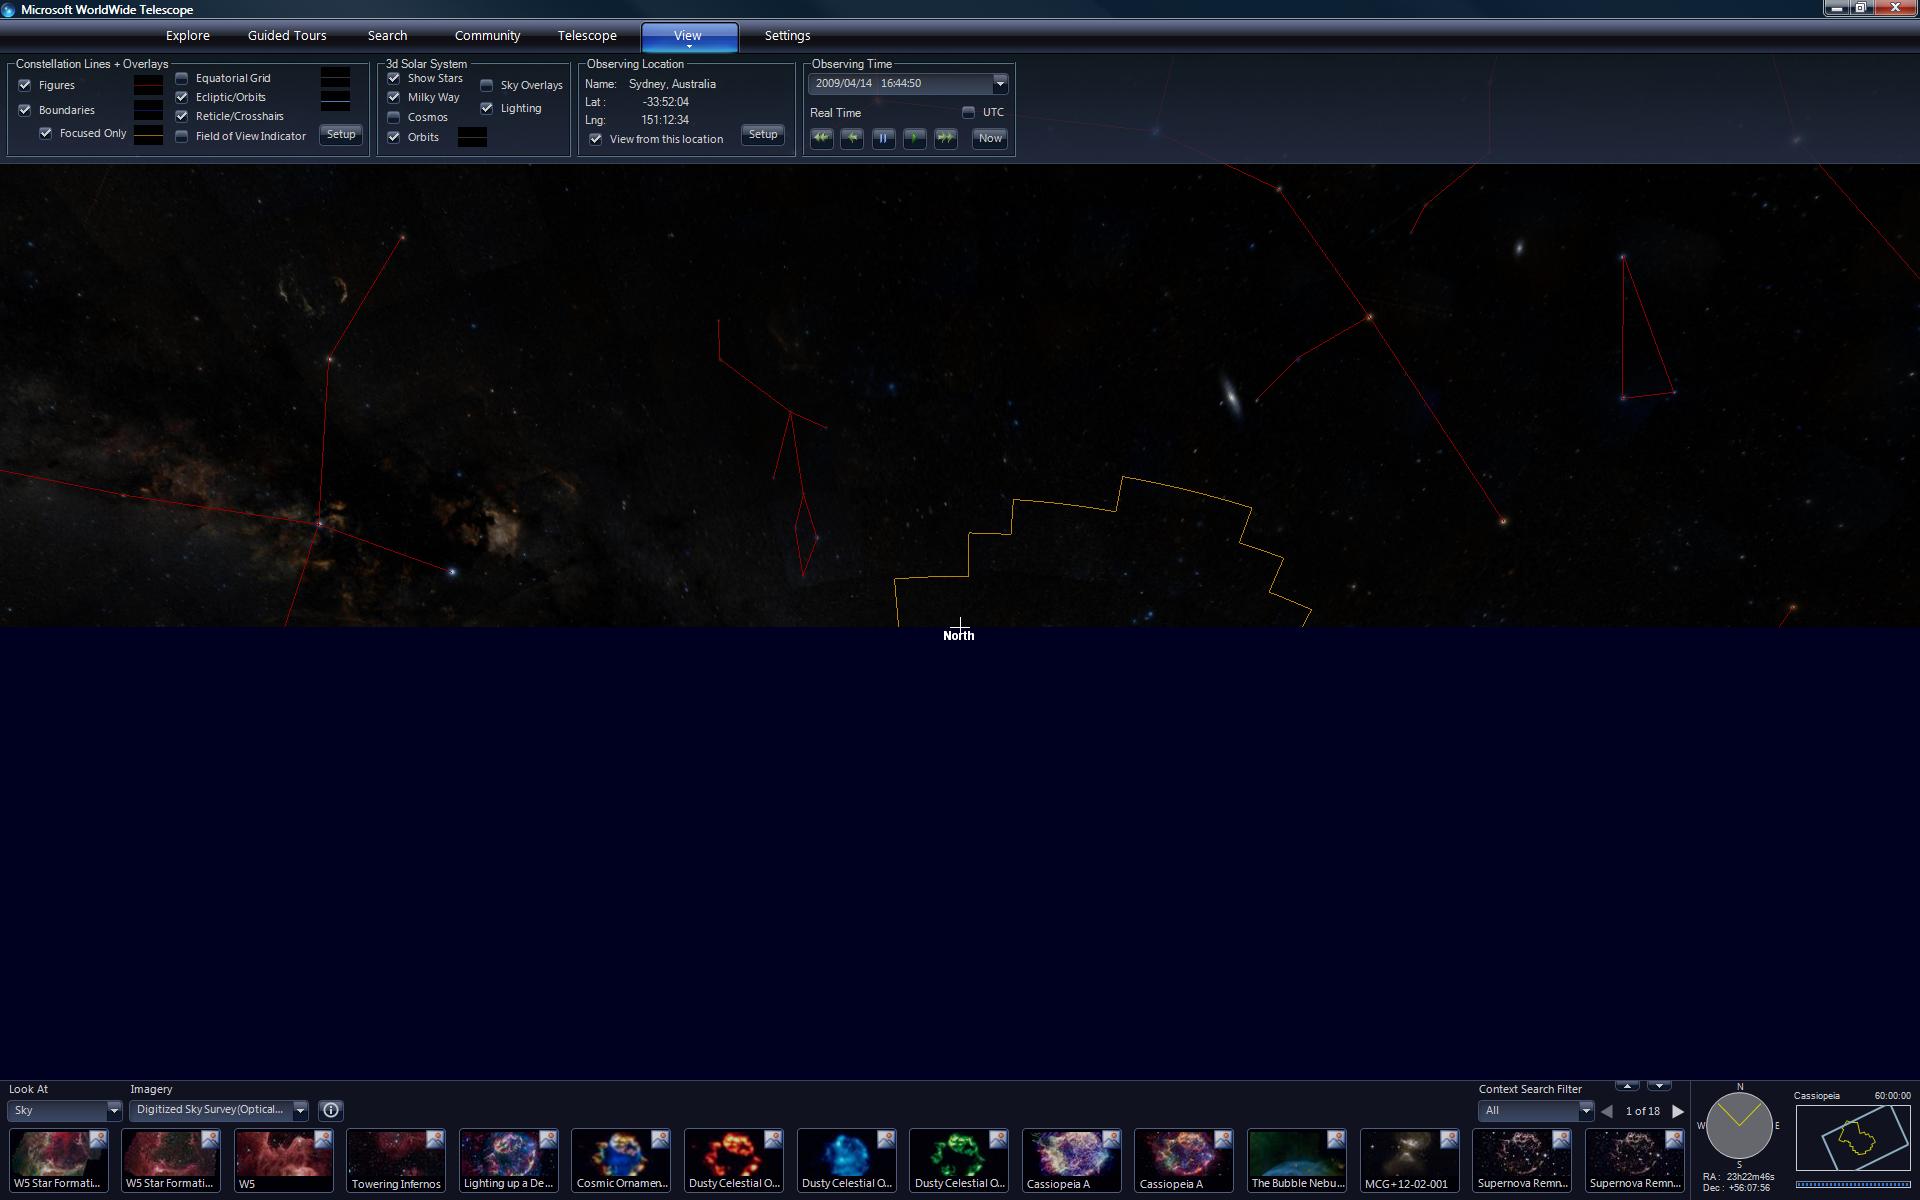 Microsoft WorldWide Telescope
Explore Guided Tours Search Community Telescope View Settings
Constellation Lines + Overlays
Figures
Boundaries
Focused Only
Equatorial Grid
Ecliptic/Orbits
Reticle/Crosshairs
Field of View Indicator
Setup
3d Solar System
Show Stars
Milky Way
Cosmos
Orbits
Sky Overlays
Lighting
Observing Location
Name: Sydney, Australia
Lat : -33:52:04
Lng: 151:12:34
View from this location
Setup
Observing Time
2009/04/14 16:44:50
Real Time
UTC
Now
North
Look At
Sky
Imagery
Digitized Sky Survey (Optical...
Context Search Filter
All
1 of 18
W5 Star Formati...
W5 Star Formati...
W5
Towering Infernos
Lighting up a De...
Cosmic Ornamen...
Dusty Celestial O...
Dusty Celestial O...
Dusty Celestial O...
Cassiopeia A
Cassiopeia A
The Bubble Nebu...
MCG+12-02-001
Supernova Remn...
Supernova Remn...
N
W E
S
RA : 23h22m46s
Dec : +56:07:56
Cassiopeia 60:00:00